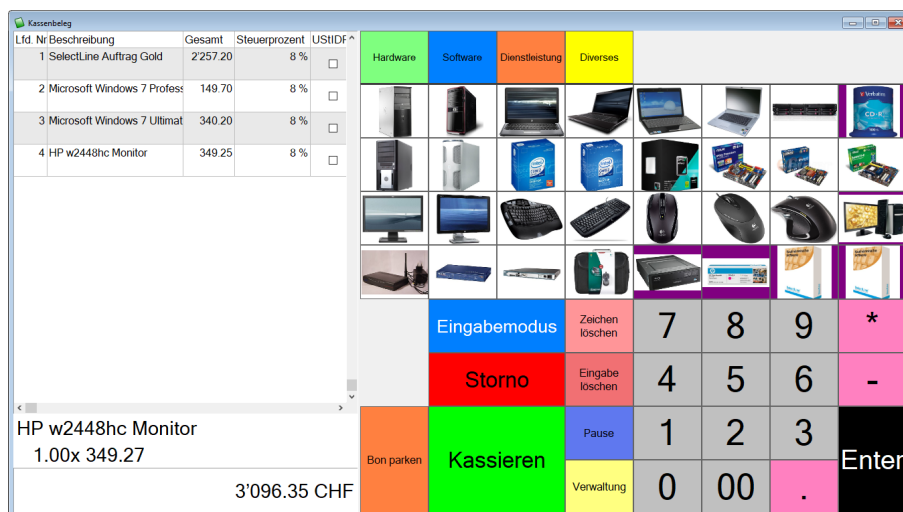 Kassenbeleg
Lfd. Nr Beschreibung Gesamt Steuerprozent UStIDF
1 SelectLine Auftrag Gold 2'257.20 8 %
2 Microsoft Windows 7 Profess 149.70 8 %
3 Microsoft Windows 7 Ultimat 340.20 8 %
4 HP w2448hc Monitor 349.25 8 %
HP w2448hc Monitor
1.00x 349.27
3'096.35 CHF
Hardware Software Dienstleistung Diverses
Verbatim
CD-R
Eingabemodus Zeichen löschen 7 8 9 *
Storno Eingabe löschen 4 5 6 -
Bon parken Kassieren Pause 1 2 3 Enter
Verwaltung 0 00 .